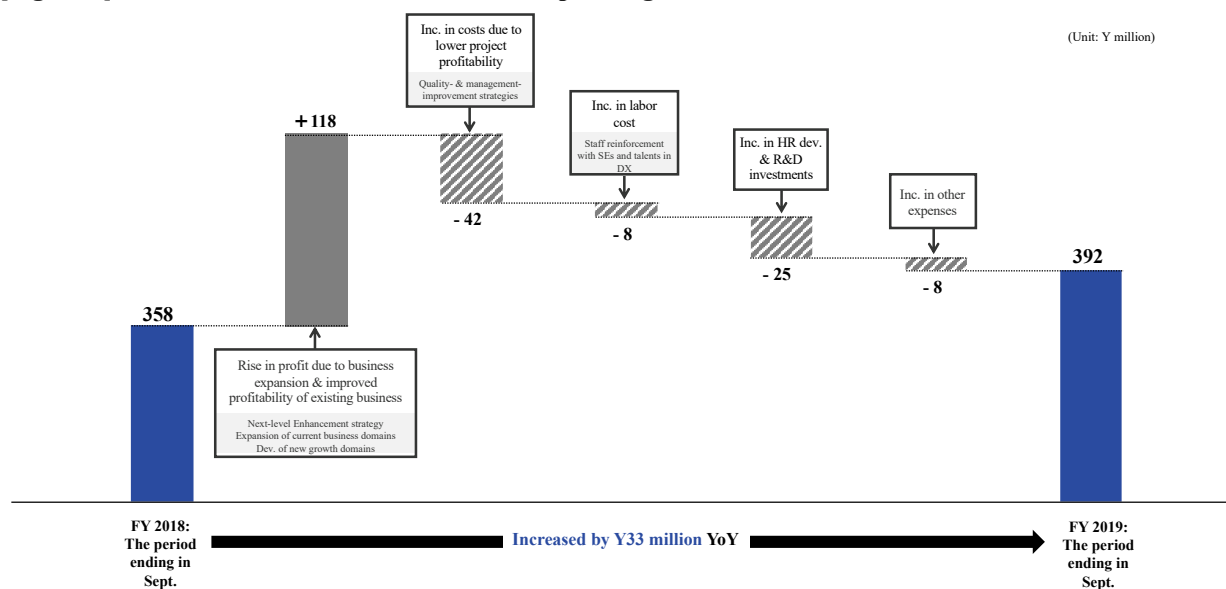 (Unit: Y million)
Inc. in costs due to
lower project
profitability
Quality- & management-
improvement strategies
+118
Inc. in labor
cost
Staff reinforcement
with SEs and talents in
DX
Inc. in HR dev.
& R&D
investments
Inc. in other
expenses
- 42
- 8
- 25
- 8
392
358
Rise in profit due to business
expansion & improved
profitability of existing business
Next-level Enhancement strategy
Expansion of current business domains
Dev. of new growth domains
FY 2018:
The period
ending in
Sept.
Increased by Y33 million YoY
FY 2019:
The period
ending in
Sept.